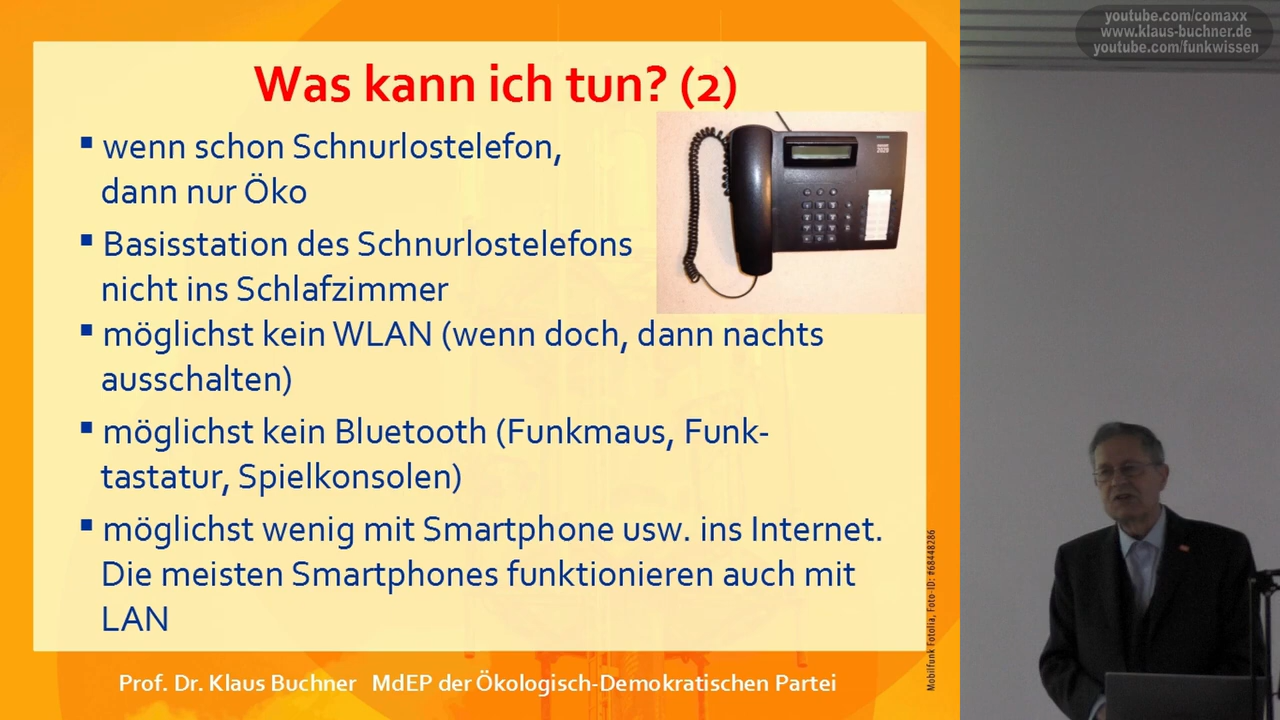 Was kann ich tun? (2)
▪ wenn schon Schnurlostelefon,
dann nur Öko
▪ Basisstation des Schnurlostelefons
nicht ins Schlafzimmer
▪ möglichst kein WLAN (wenn doch, dann nachts
ausschalten)
▪ möglichst kein Bluetooth (Funkmaus, Funk-
tastatur, Spielkonsolen)
▪ möglichst wenig mit Smartphone usw. ins Internet.
Die meisten Smartphones funktionieren auch mit
LAN
Prof. Dr. Klaus Buchner MdEP der Ökologisch-Demokratischen Partei
Mobilfunk Fotolia, Foto-ID: #68448286
youtube.com/comaxx
www.klaus-buchner.de
youtube.com/funkwissen